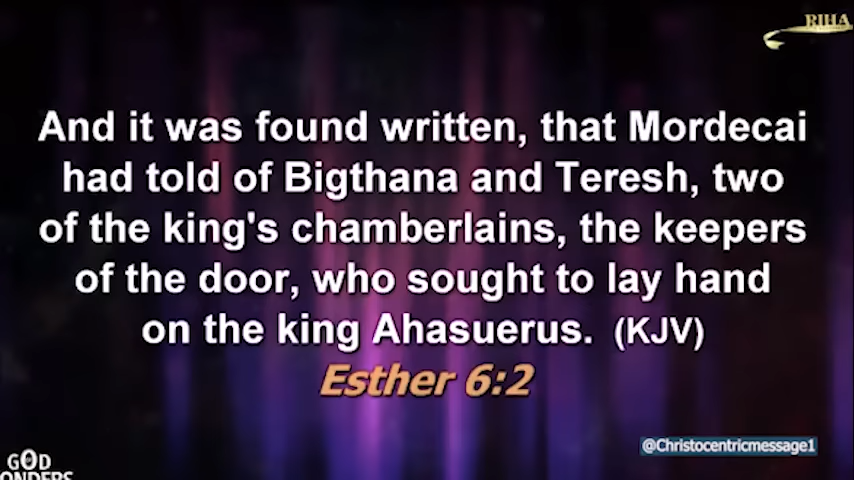 RIHA
And it was found written, that Mordecai
had told of Bigthana and Teresh, two
of the king's chamberlains, the keepers
of the door, who sought to lay hand
on the king Ahasuerus. (KJV)
Esther 6:2
@Christocentricmessage1
GOD
ONDERS